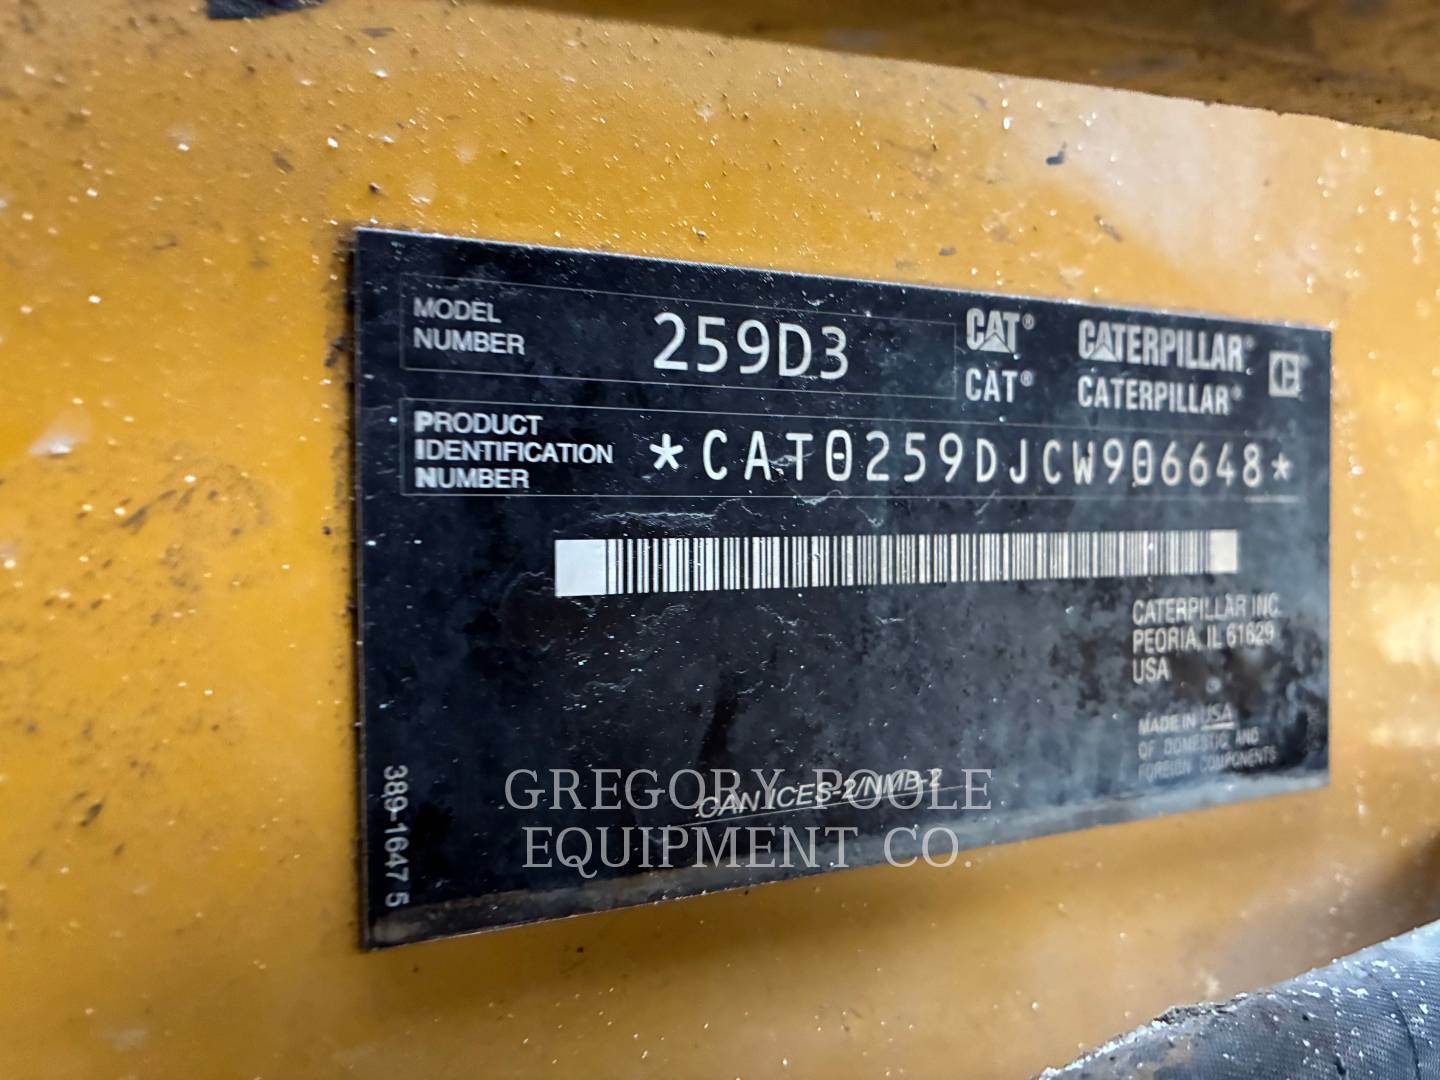 MODEL
NUMBER
259D3
CAT® CATERPILLAR®
CAT® CATERPILLAR®
PRODUCT
IDENTIFICATION
NUMBER
*CAT0259DJCW906648*
CATERPILLAR INC.
PEORIA, IL 61629
USA
MADE IN USA
OF DOMESTIC AND
FOREIGN COMPONENTS
CAN ICES-2/NMB-2
389-1647 5
GREGORY POOLE
EQUIPMENT CO.